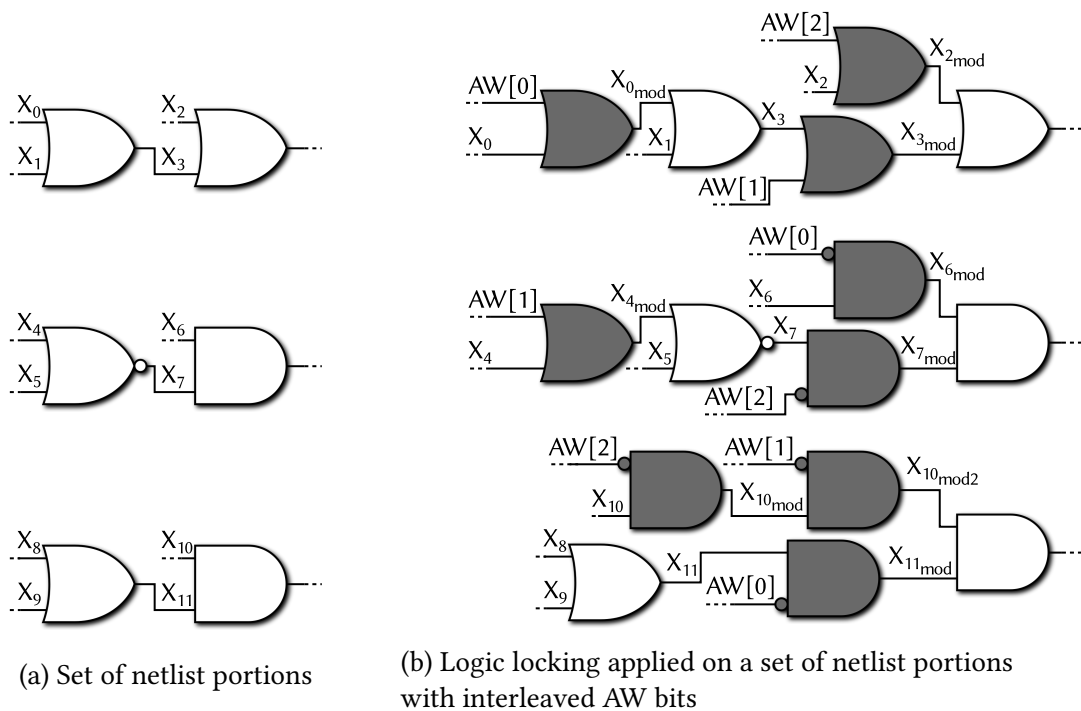 X0 X2
X1 X3
X4 X6
X5 X7
X8 X10
X9 X11
(a) Set of netlist portions
AW[2]
X2mod
AW[0] X0mod X2
X3
X0 X1 X3mod
AW[1]
AW[0]
X6mod
AW[1] X4mod X6
X7
X4 X5 X7mod
AW[2]
AW[2] AW[1] X10mod2
X10 X10mod
X8
X11 X11mod
X9 AW[0]
(b) Logic locking applied on a set of netlist portions
with interleaved AW bits